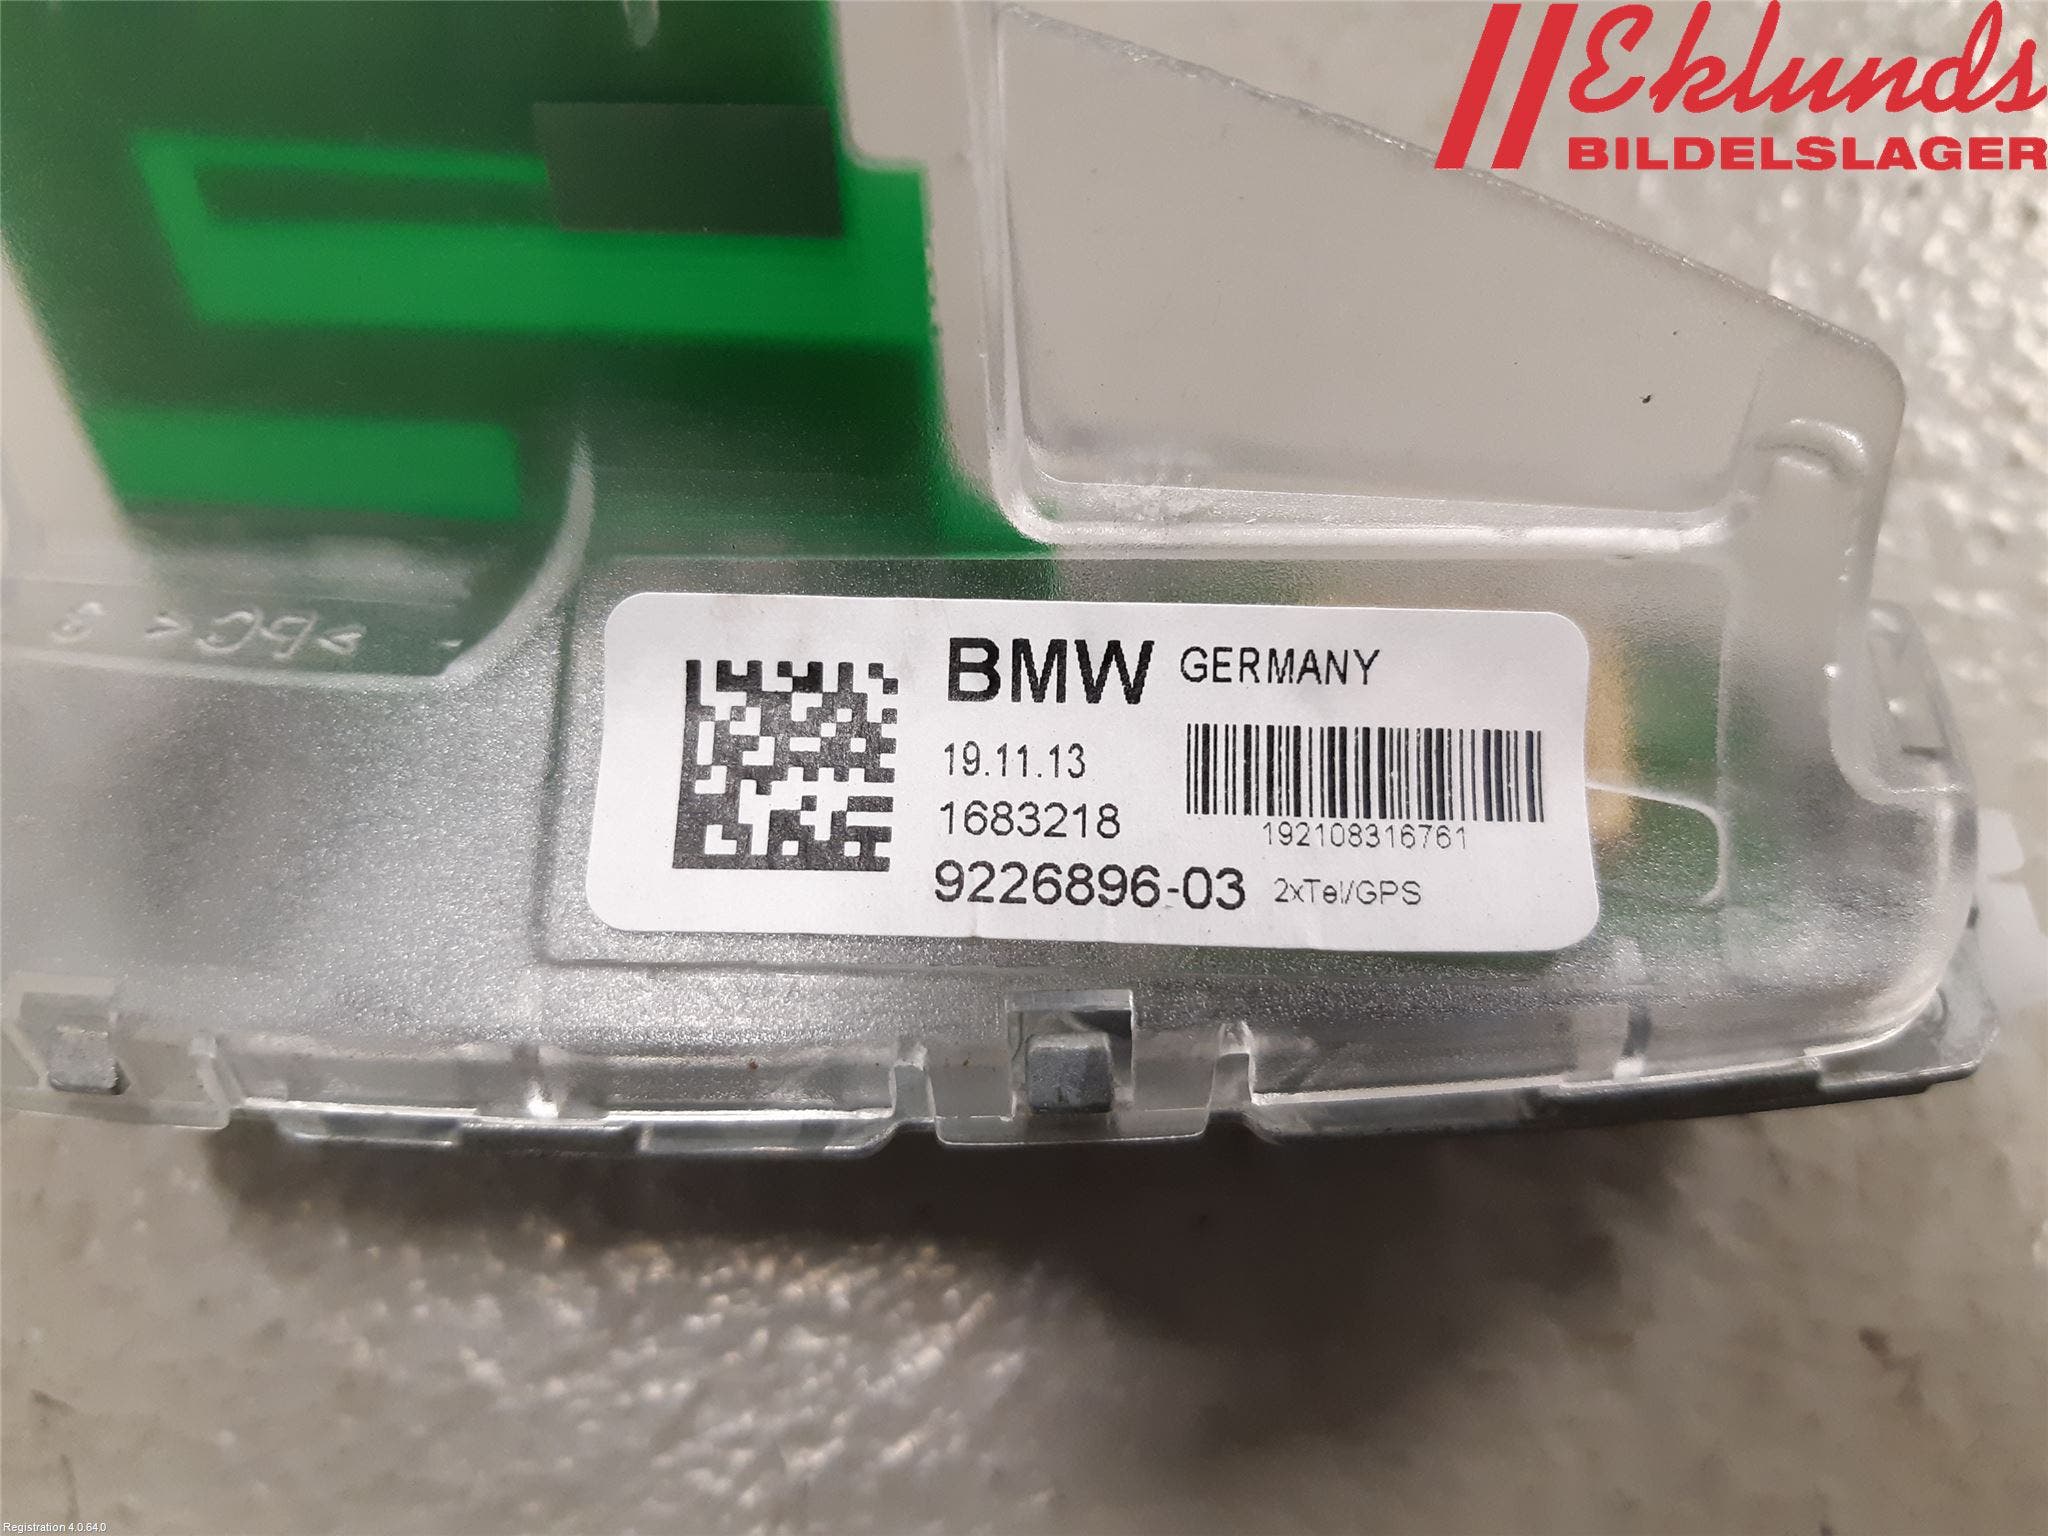 Eklunds
BILDELSLAGER
BMW GERMANY
19.11.13
1683218
192108316761
9226896-03 2xTel/GPS
Registration 4.0.64.0